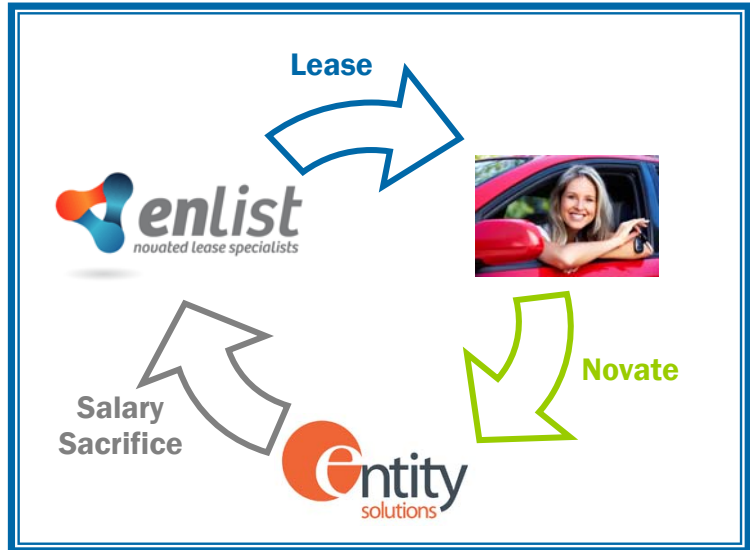 Lease
enlist
novated lease specialists
Novate
Salary
Sacrifice
entity
solutions